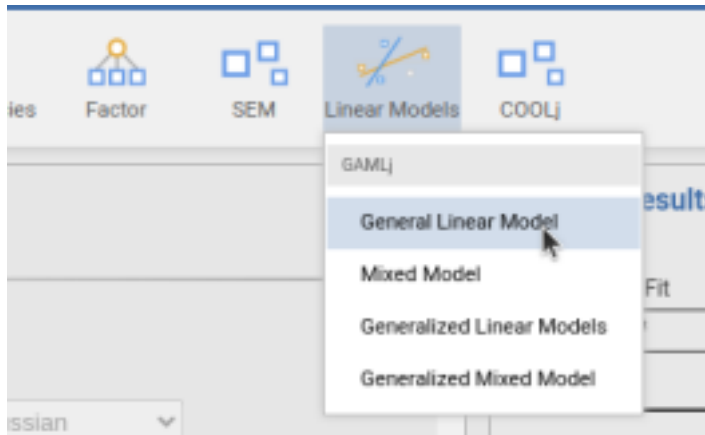 ies
Factor
SEM
Linear Models
COOLj
GAMLj
General Linear Model
Mixed Model
Generalized Linear Models
Generalized Mixed Model
esult
Fit
ssian